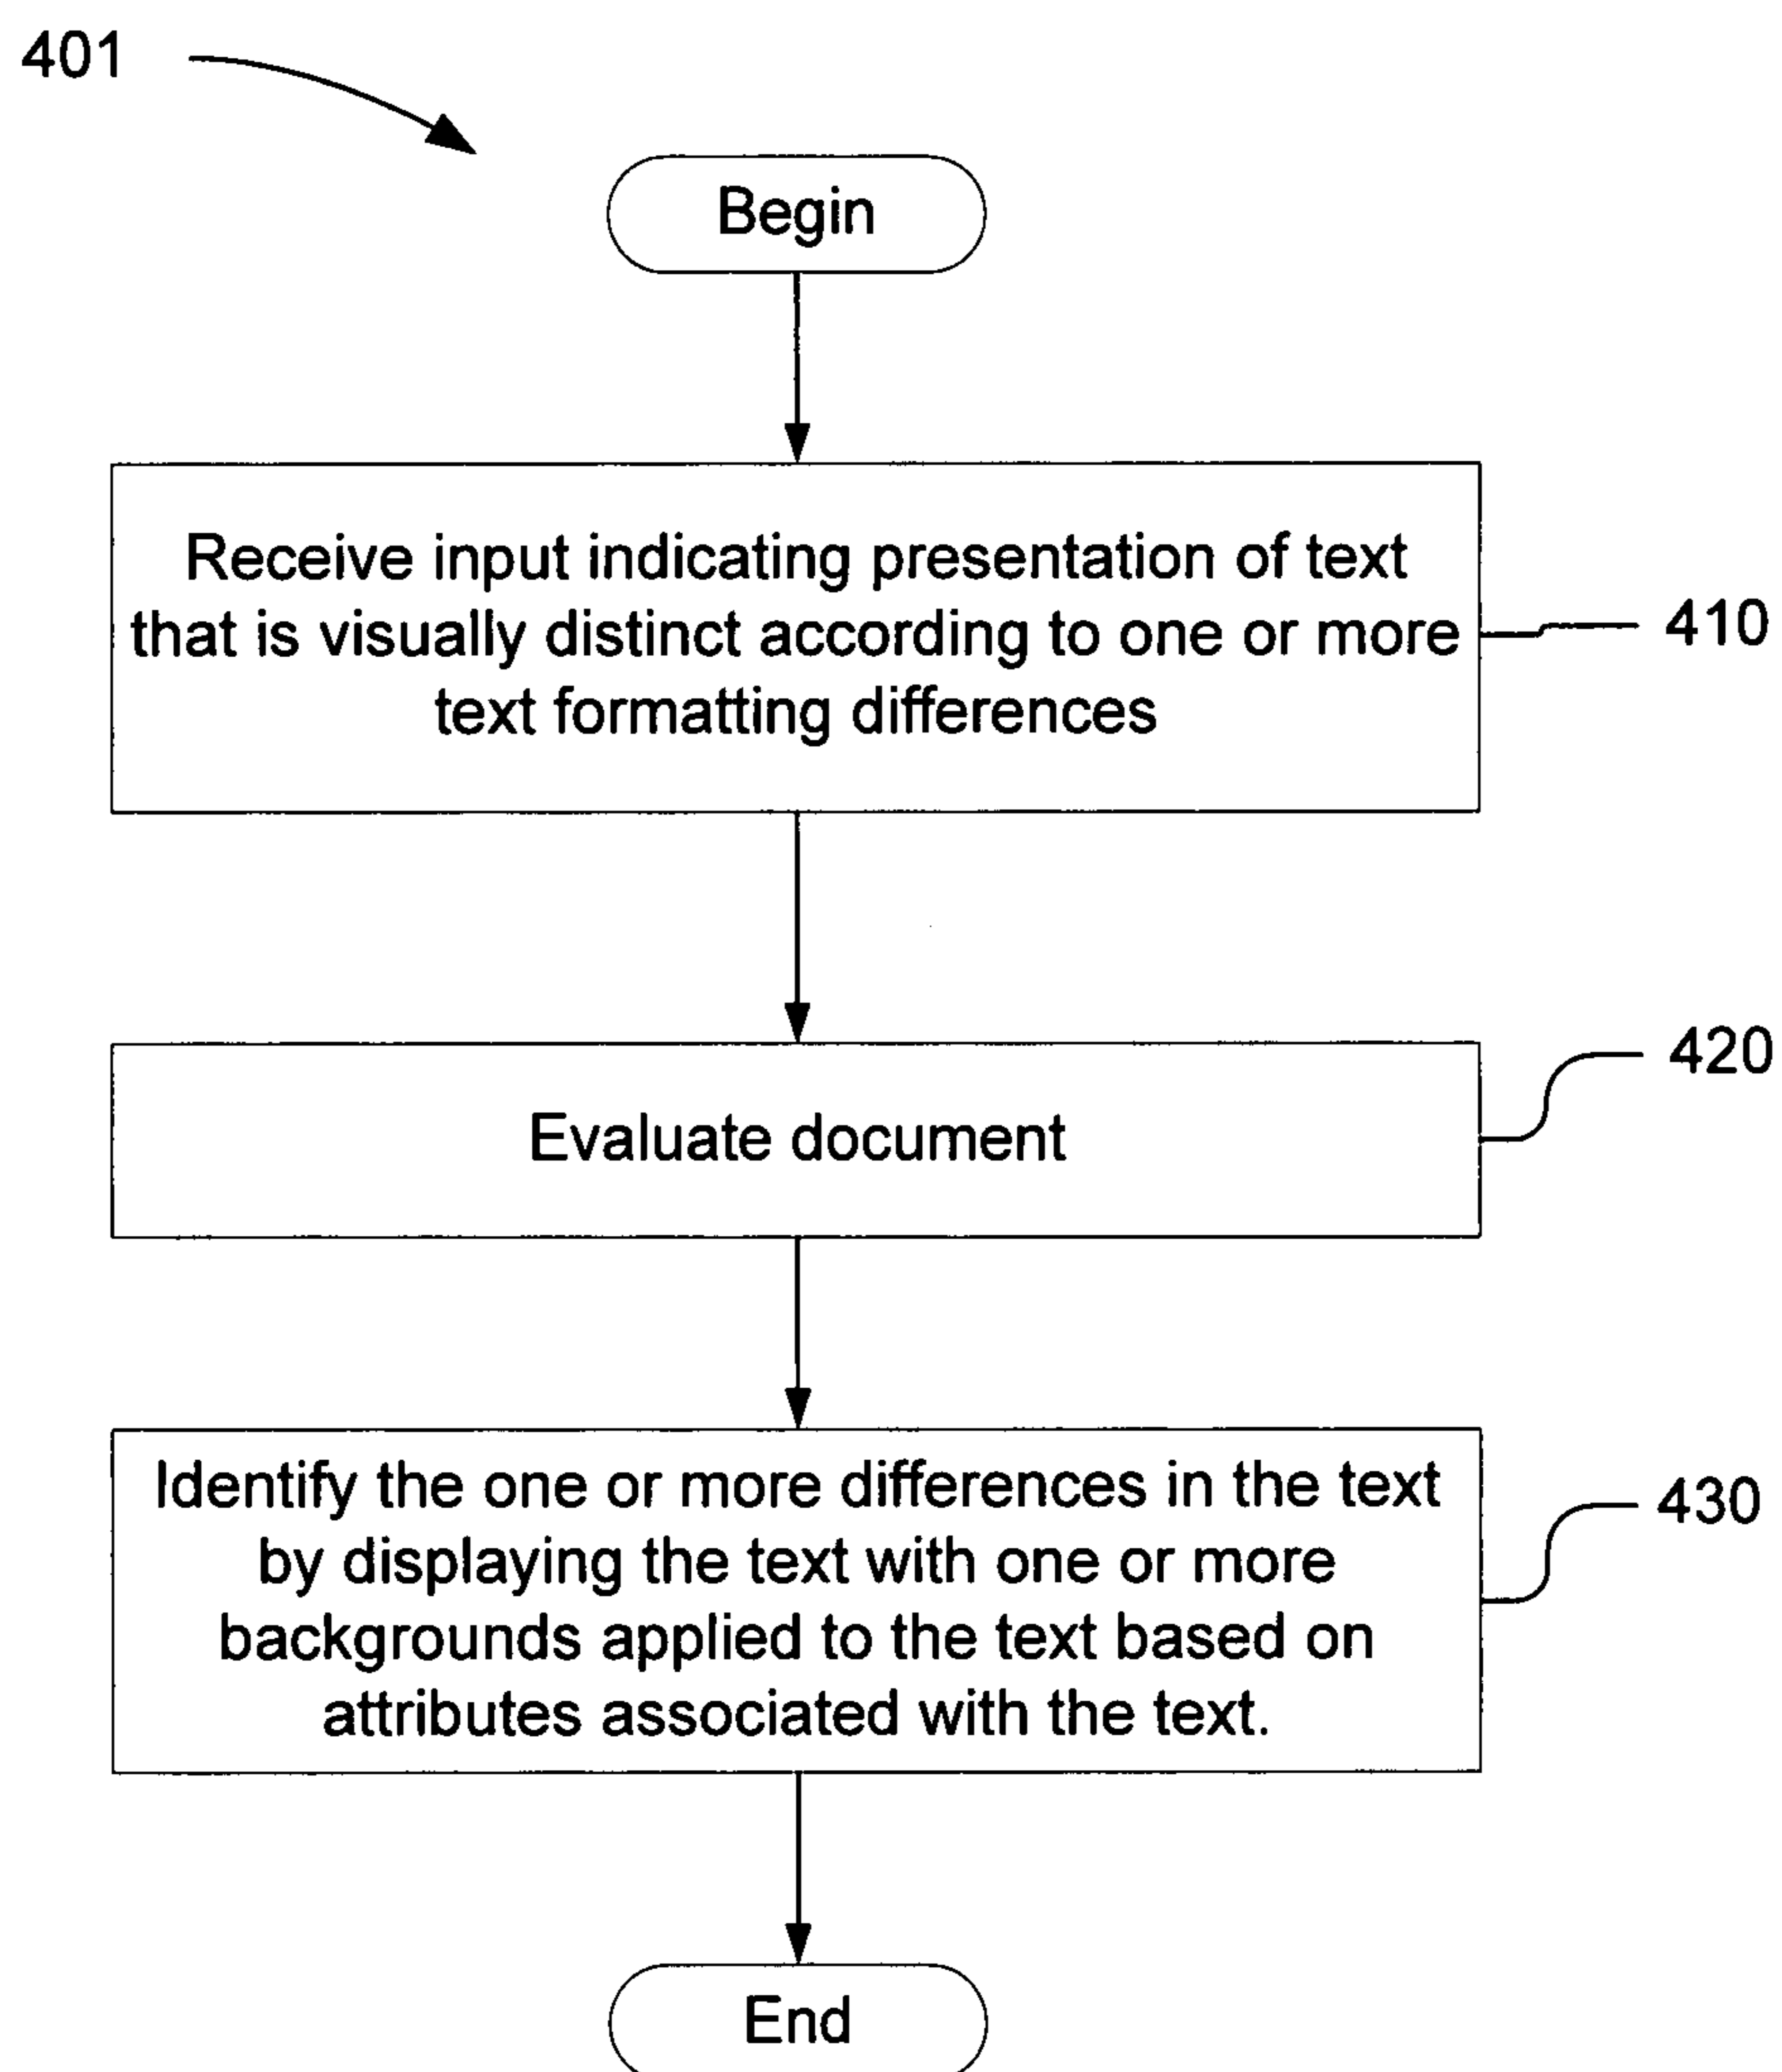 401
Begin
Receive input indicating presentation of text
that is visually distinct according to one or more
text formatting differences
410
Evaluate document
420
Identify the one or more differences in the text
by displaying the text with one or more
backgrounds applied to the text based on
attributes associated with the text.
430
End